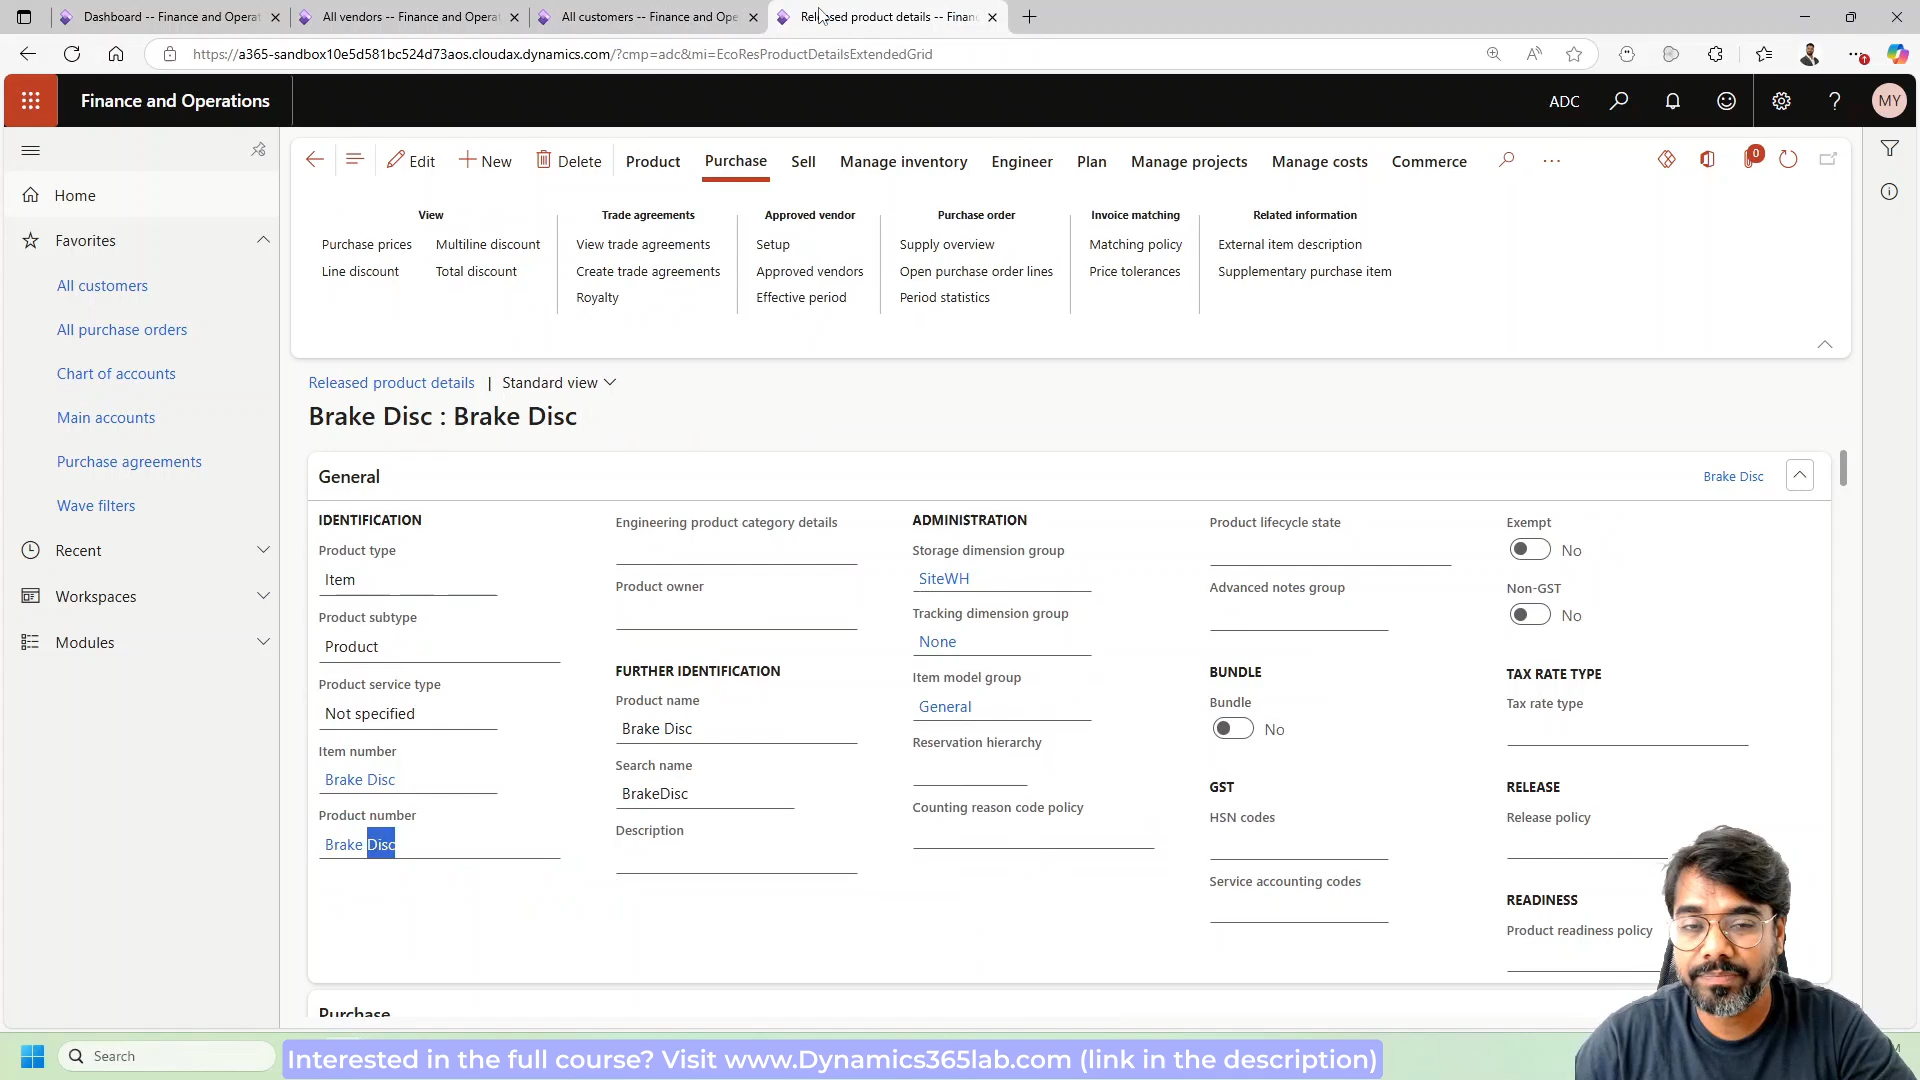 Dashboard -- Finance and Operat
All vendors -- Finance and Operat
All customers -- Finance and Ope
Released product details -- Finan
https://a365-sandbox10e5d581bc524d73aos.cloudax.dynamics.com/?cmp=adc&mi=EcoResProductDetailsExtendedGrid
Finance and Operations
ADC
MY
Edit
New
Delete
Product
Purchase
Sell
Manage inventory
Engineer
Plan
Manage projects
Manage costs
Commerce
0
Home
Favorites
All customers
All purchase orders
Chart of accounts
Main accounts
Purchase agreements
Wave filters
Recent
Workspaces
Modules
View
Purchase prices
Multiline discount
Line discount
Total discount
Trade agreements
View trade agreements
Create trade agreements
Royalty
Approved vendor
Setup
Approved vendors
Effective period
Purchase order
Supply overview
Open purchase order lines
Period statistics
Invoice matching
Matching policy
Price tolerances
Related information
External item description
Supplementary purchase item
Released product details | Standard view
Brake Disc : Brake Disc
General
Brake Disc
IDENTIFICATION
Product type
Item
Product subtype
Product
Product service type
Not specified
Item number
Brake Disc
Product number
Brake Disc
Engineering product category details
Product owner
FURTHER IDENTIFICATION
Product name
Brake Disc
Search name
BrakeDisc
Description
ADMINISTRATION
Storage dimension group
SiteWH
Tracking dimension group
None
Item model group
General
Reservation hierarchy
Counting reason code policy
Product lifecycle state
Advanced notes group
BUNDLE
Bundle
No
GST
HSN codes
Service accounting codes
Exempt
No
Non-GST
No
TAX RATE TYPE
Tax rate type
RELEASE
Release policy
READINESS
Product readiness policy
Purchase
Search
Interested in the full course? Visit www.Dynamics365lab.com (link in the description)